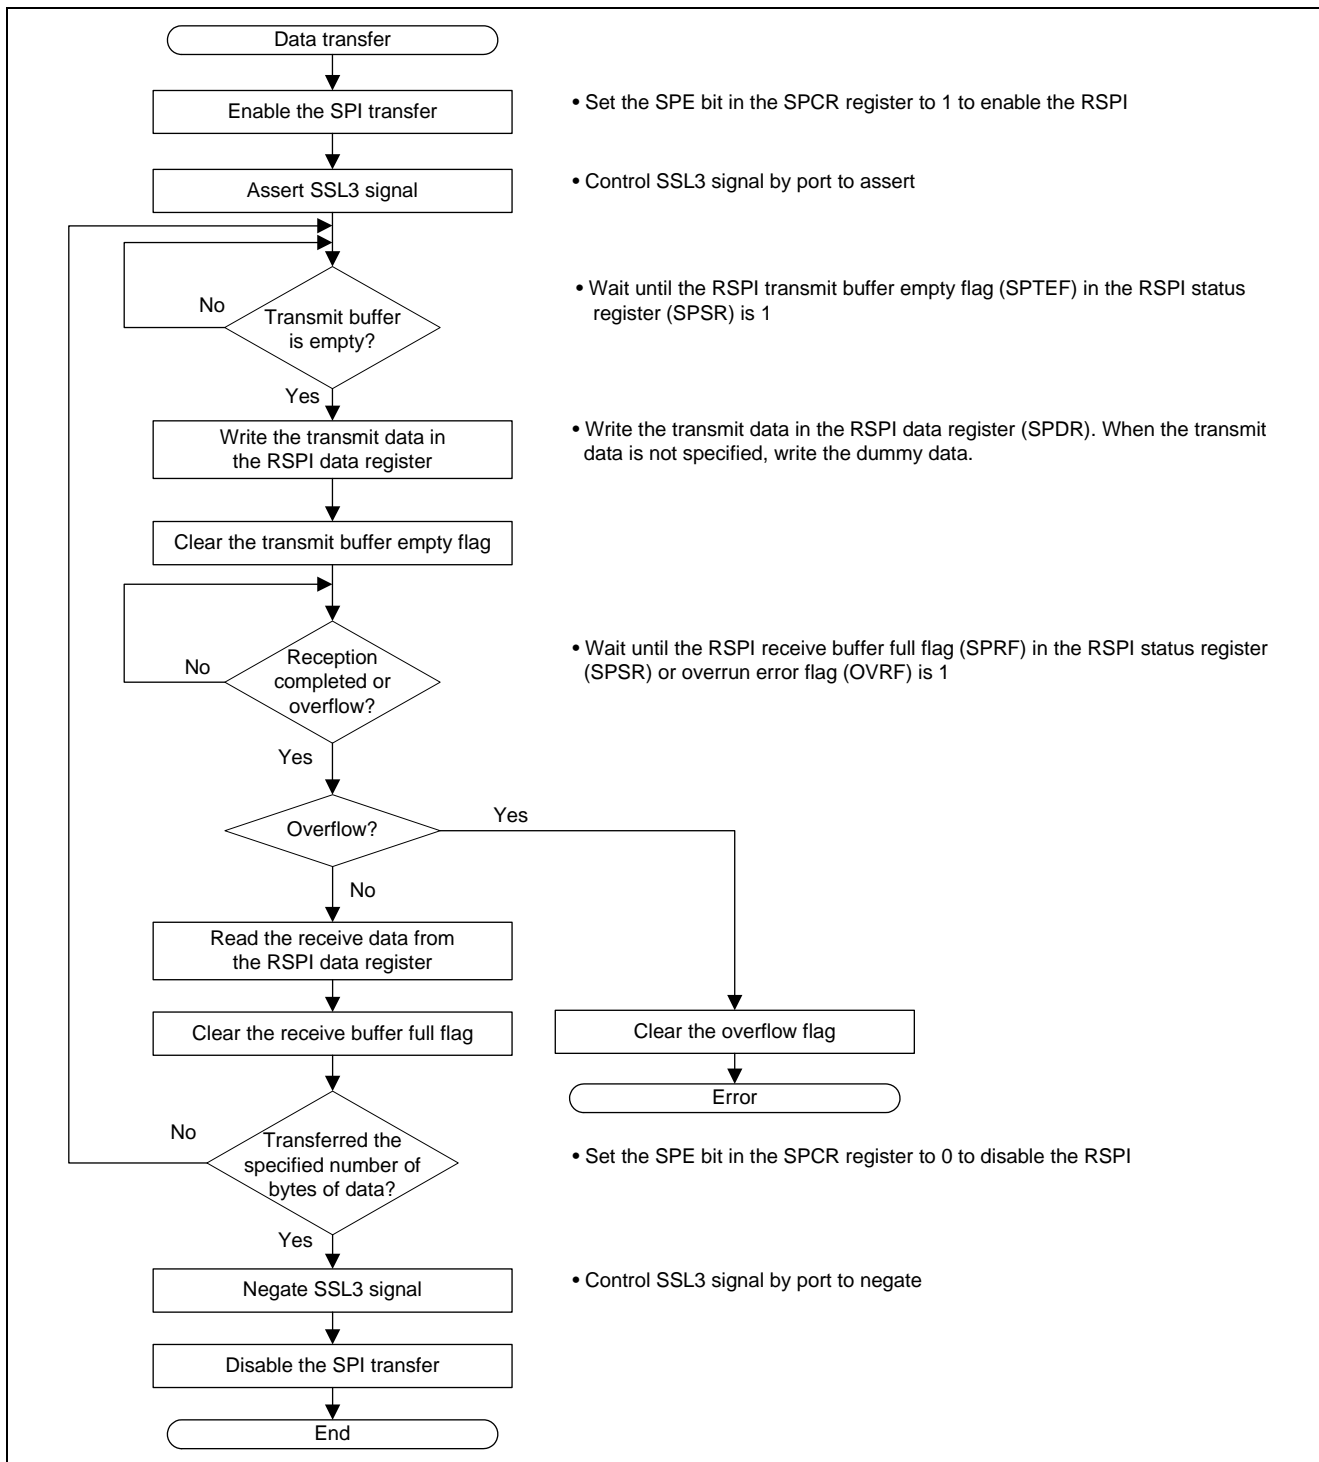 Data transfer
Enable the SPI transfer
• Set the SPE bit in the SPCR register to 1 to enable the RSPI
Assert SSL3 signal
• Control SSL3 signal by port to assert
No
Transmit buffer
is empty?
• Wait until the RSPI transmit buffer empty flag (SPTEF) in the RSPI status
register (SPSR) is 1
Yes
Write the transmit data in
the RSPI data register
• Write the transmit data in the RSPI data register (SPDR). When the transmit
data is not specified, write the dummy data.
Clear the transmit buffer empty flag
No
Reception
completed or
overflow?
• Wait until the RSPI receive buffer full flag (SPRF) in the RSPI status register
(SPSR) or overrun error flag (OVRF) is 1
Yes
Overflow?
Yes
No
Read the receive data from
the RSPI data register
Clear the receive buffer full flag
Clear the overflow flag
Error
No
Transferred the
specified number of
bytes of data?
• Set the SPE bit in the SPCR register to 0 to disable the RSPI
Yes
Negate SSL3 signal
• Control SSL3 signal by port to negate
Disable the SPI transfer
End